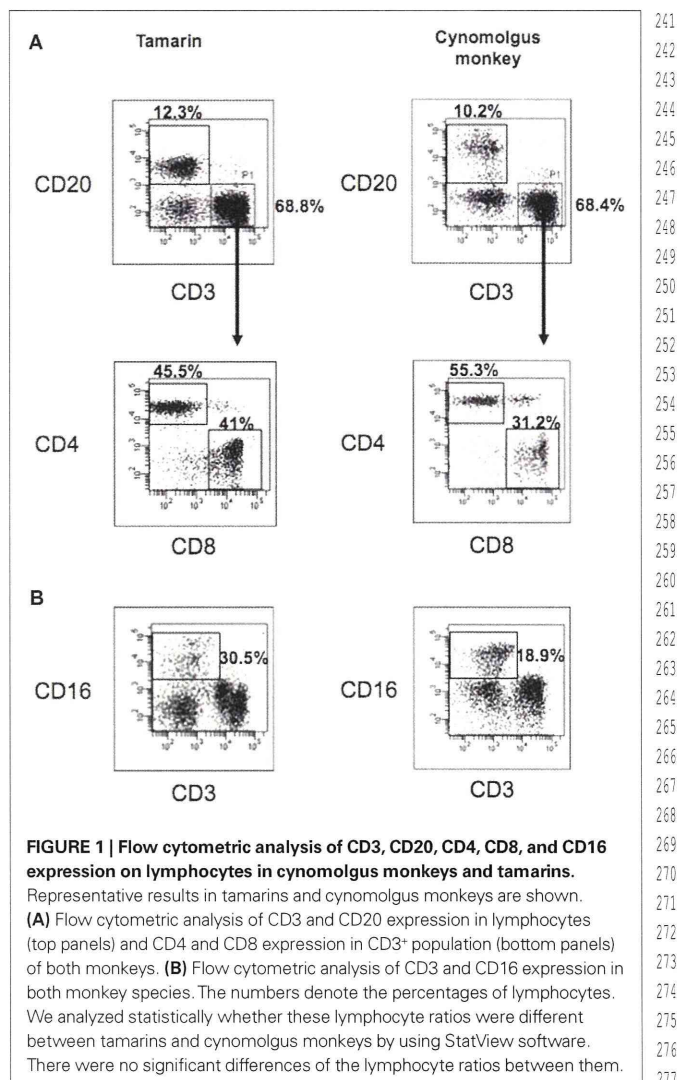 A
Tamarin
Cynomolgus
monkey
12.3%
10.2%
CD20
P1
68.8%
CD20
P1
68.4%
CD3
CD3
45.5%
55.3%
CD4
41%
CD4
31.2%
CD8
CD8
B
CD16
30.5%
CD16
18.9%
CD3
CD3
FIGURE 1 | Flow cytometric analysis of CD3, CD20, CD4, CD8, and CD16
expression on lymphocytes in cynomolgus monkeys and tamarins.
Representative results in tamarins and cynomolgus monkeys are shown.
(A) Flow cytometric analysis of CD3 and CD20 expression in lymphocytes
(top panels) and CD4 and CD8 expression in CD3⁺ population (bottom panels)
of both monkeys. (B) Flow cytometric analysis of CD3 and CD16 expression in
both monkey species. The numbers denote the percentages of lymphocytes.
We analyzed statistically whether these lymphocyte ratios were different
between tamarins and cynomolgus monkeys by using StatView software.
There were no significant differences of the lymphocyte ratios between them.
241
242
243
244
245
246
247
248
249
250
251
252
253
254
255
256
257
258
259
260
261
262
263
264
265
266
267
268
269
270
271
272
273
274
275
276
277